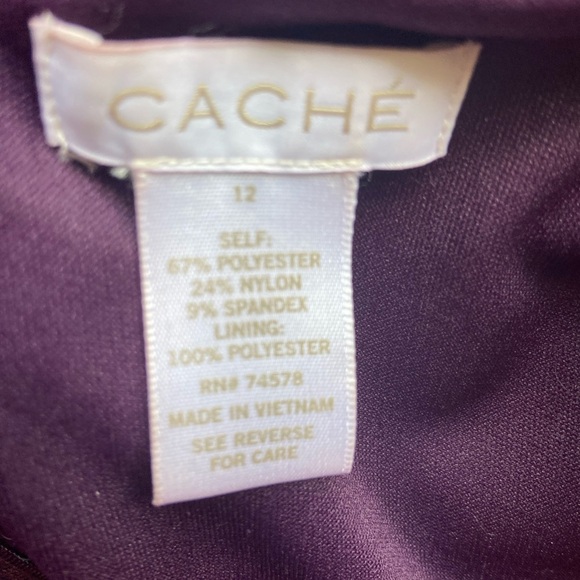 CACHÉ
12
SELF:
67% POLYESTER
24% NYLON
9% SPANDEX
LINING:
100% POLYESTER
RN# 74578
MADE IN VIETNAM
SEE REVERSE
FOR CARE